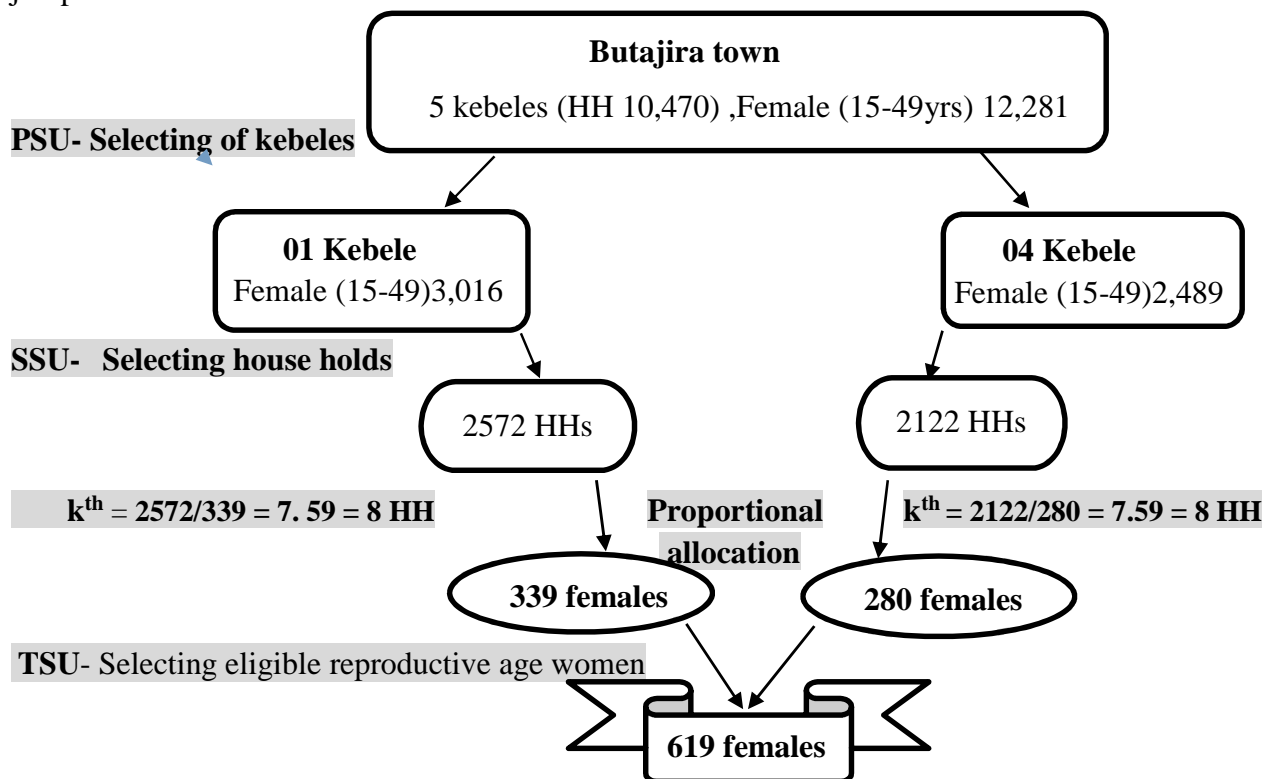 Butajira town
5 kebeles (HH 10,470) ,Female (15-49yrs) 12,281
PSU- Selecting of kebeles
01 Kebele
Female (15-49)3,016
04 Kebele
Female (15-49)2,489
SSU- Selecting house holds
2572 HHs
2122 HHs
kth = 2572/339 = 7. 59 = 8 HH
Proportional
allocation
kth = 2122/280 = 7.59 = 8 HH
339 females
280 females
TSU- Selecting eligible reproductive age women
619 females